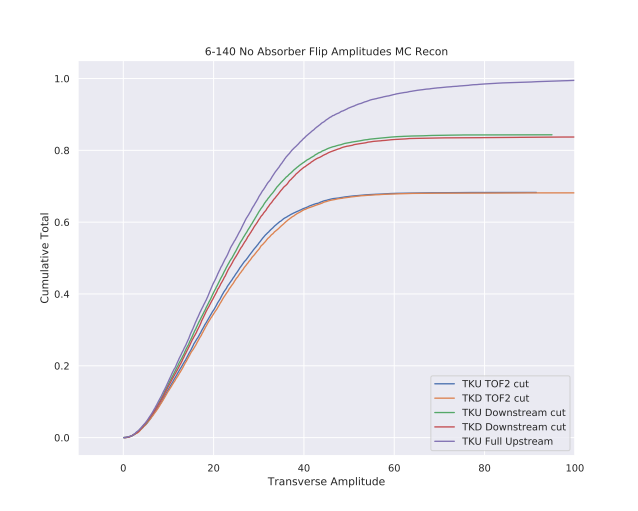 6-140 No Absorber Flip Amplitudes MC Recon
Cumulative Total
1.0
0.8
0.6
0.4
0.2
0.0
TKU TOF2 cut
TKD TOF2 cut
TKU Downstream cut
TKD Downstream cut
TKU Full Upstream
0 20 40 60 80 100
Transverse Amplitude